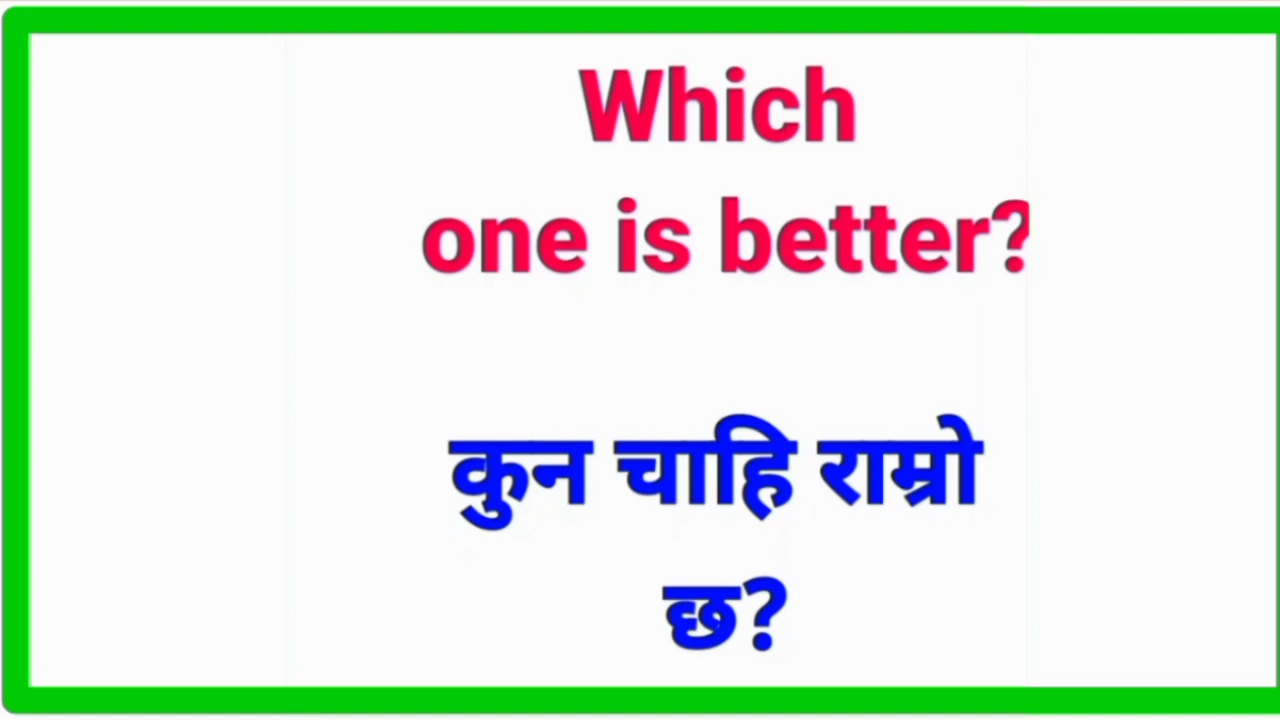 Which
one is better?
कुन चाहि राम्रो
छ?